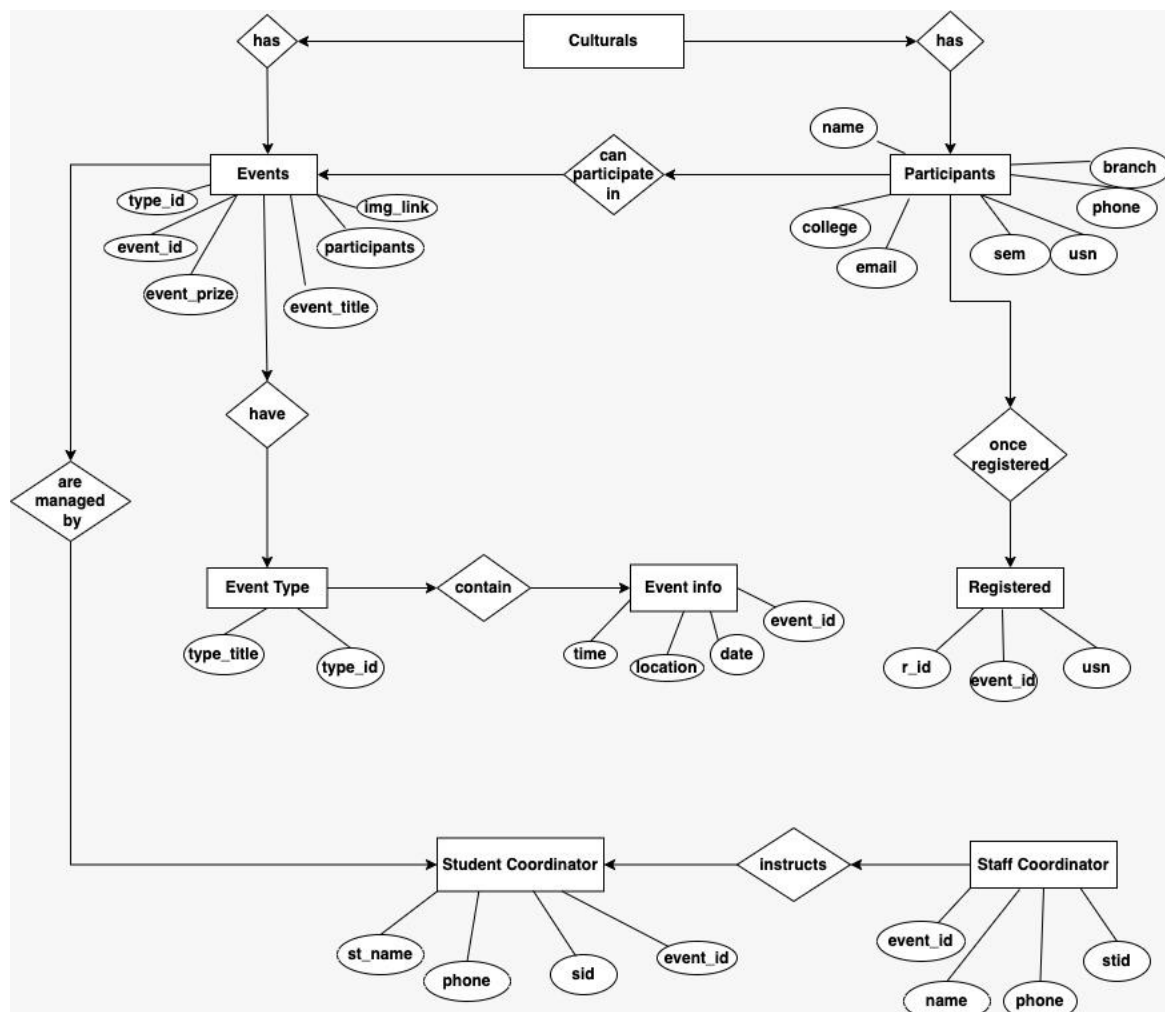 has
Culturals
has
name
can
participate
in
Events
Participants
branch
type_id
img_link
phone
college
event_id
participants
email
sem
usn
event_prize
event_title
have
once
registered
are
managed
by
Event Type
contain
Event info
Registered
event_id
type_title
type_id
time
location
date
r_id
event_id
usn
Student Coordinator
instructs
Staff Coordinator
event_id
st_name
phone
sid
event_id
stid
name
phone